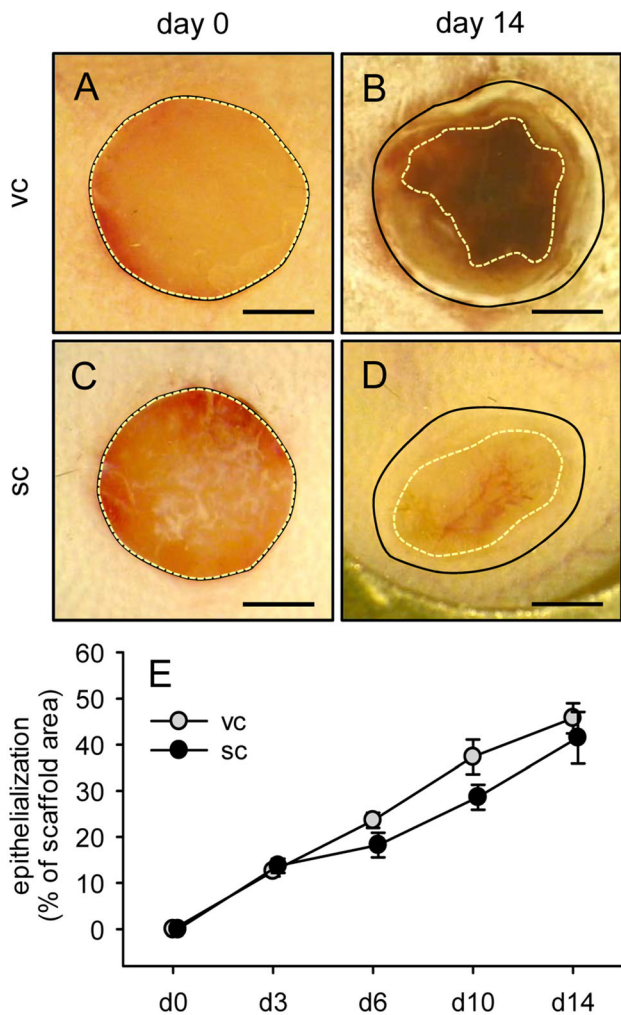 day 0 day 14
vc
A
B
sc
C
D
E
epithelialization
(% of scaffold area)
60
50
40
30
20
10
0
vc
sc
d0 d3 d6 d10 d14